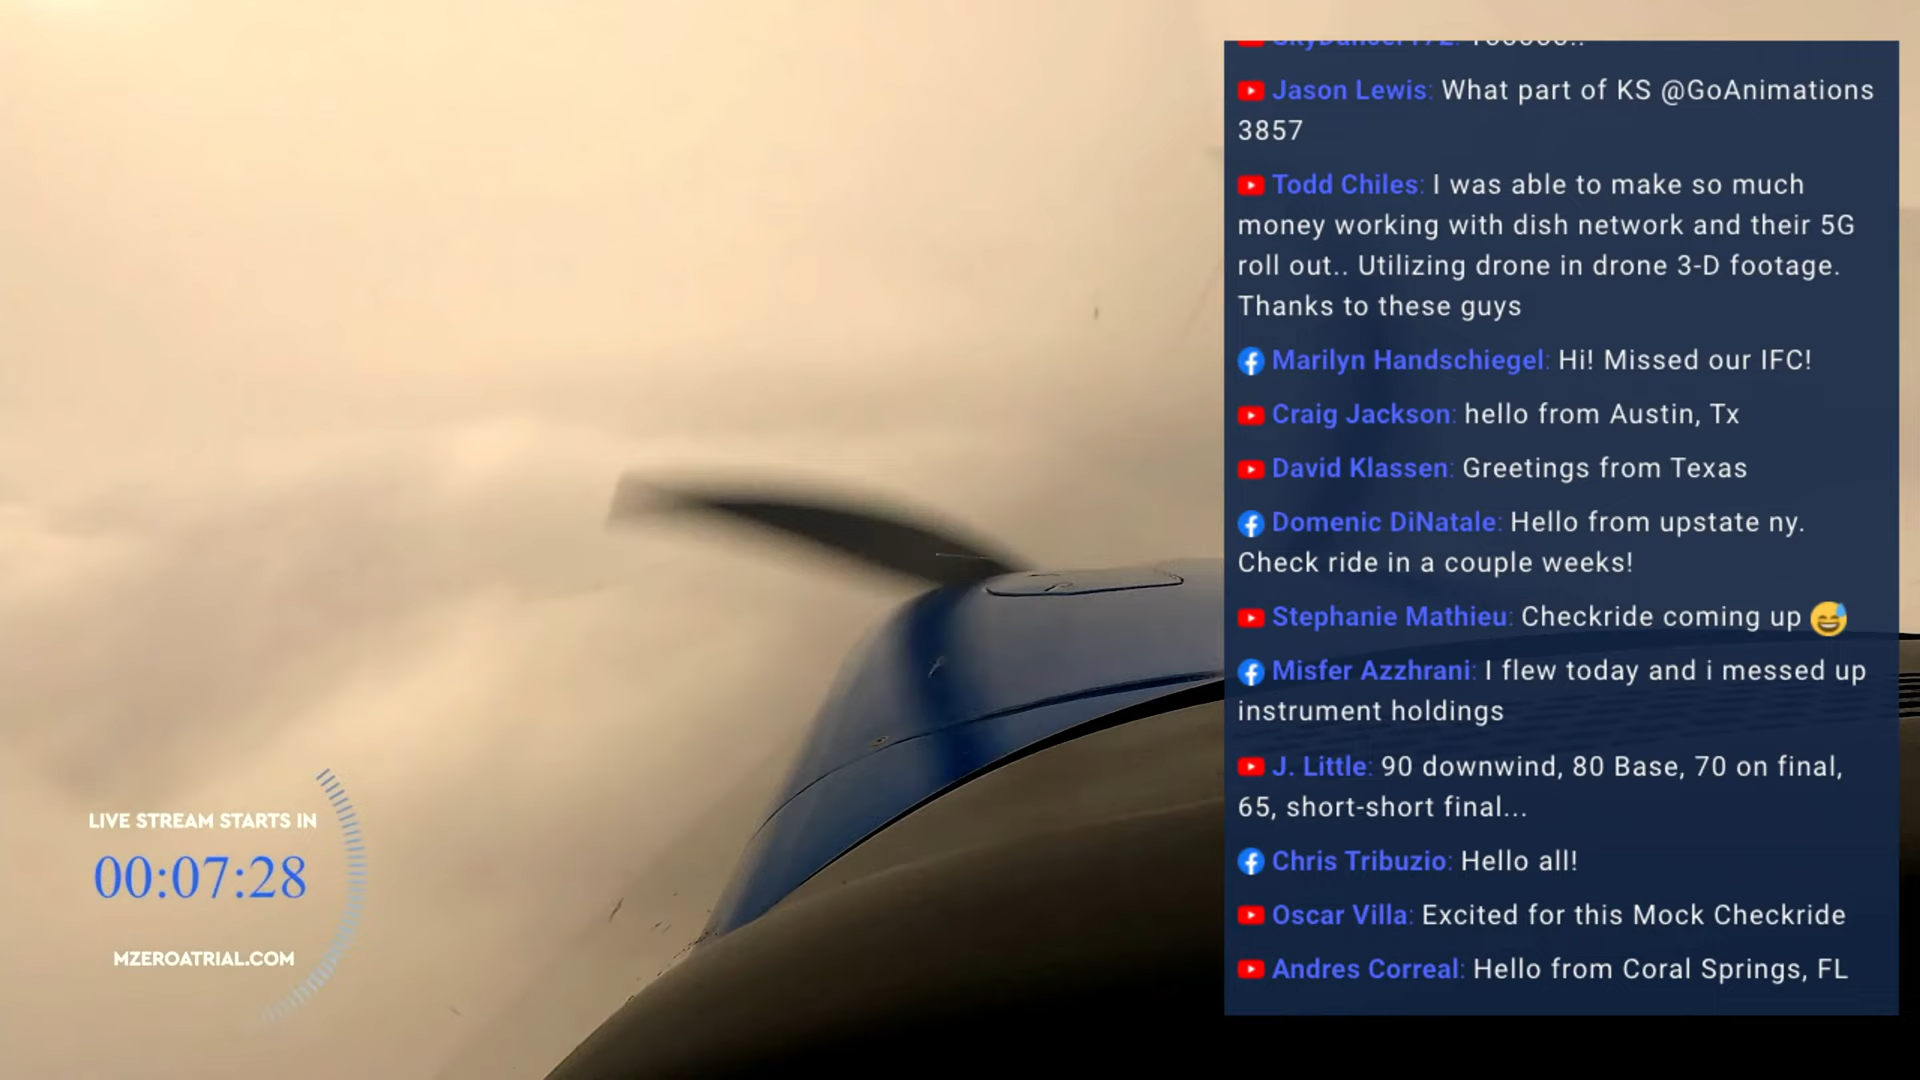 Jason Lewis: What part of KS @GoAnimations
3857
Todd Chiles: I was able to make so much
money working with dish network and their 5G
roll out.. Utilizing drone in drone 3-D footage.
Thanks to these guys
Marilyn Handschiegel: Hi! Missed our IFC!
Craig Jackson: hello from Austin, Tx
David Klassen: Greetings from Texas
Domenic DiNatale: Hello from upstate ny.
Check ride in a couple weeks!
Stephanie Mathieu: Checkride coming up 😅
Misfer Azzhrani: I flew today and i messed up
instrument holdings
J. Little: 90 downwind, 80 Base, 70 on final,
65, short-short final...
Chris Tribuzio: Hello all!
Oscar Villa: Excited for this Mock Checkride
Andres Correal: Hello from Coral Springs, FL
LIVE STREAM STARTS IN
00:07:28
MZEROATRIAL.COM